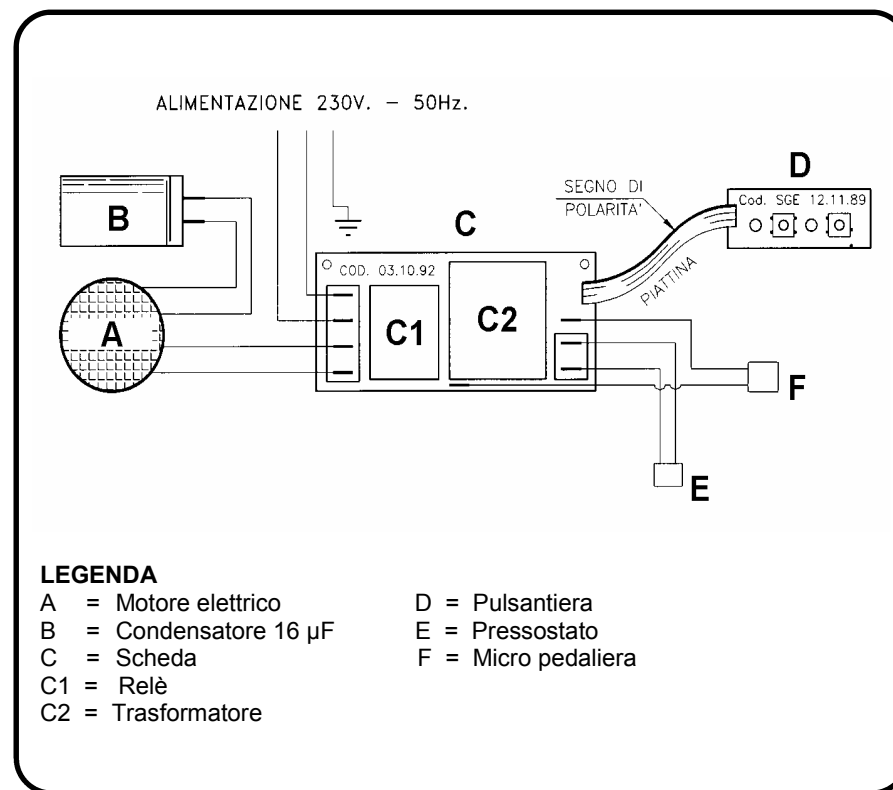 ALIMENTAZIONE 230V. – 50Hz.
D
SEGNO DI
POLARITA'
Cod. SGE 12.11.89
B
C
PIATTINA
COD. 03.10.92
A
C1
C2
F
E
LEGENDA
A = Motore elettrico
B = Condensatore 16 µF
C = Scheda
C1 = Relè
C2 = Trasformatore
D = Pulsantiera
E = Pressostato
F = Micro pedaliera